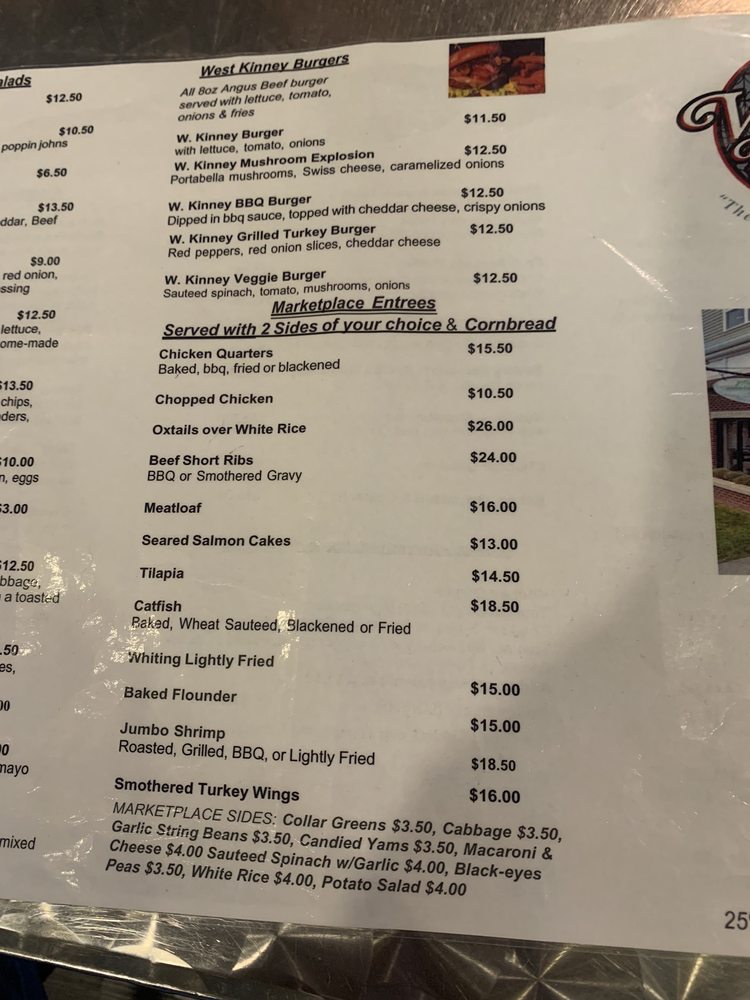 alads
$12.50
$10.50
poppin johns
$6.50
$13.50
ddar, Beef
$9.00
red onion,
ssing
$12.50
lettuce,
ome-made
$13.50
chips,
ders,
$10.00
n, eggs
$3.00
$12.50
bbage,
a toasted
.50
es,
00
00
mayo
mixed
West Kinney Burgers
All 8oz Angus Beef burger
served with lettuce, tomato,
onions & fries
$11.50
W. Kinney Burger
with lettuce, tomato, onions
$12.50
W. Kinney Mushroom Explosion
Portabella mushrooms, Swiss cheese, caramelized onions
W. Kinney BBQ Burger $12.50
Dipped in bbq sauce, topped with cheddar cheese, crispy onions
W. Kinney Grilled Turkey Burger $12.50
Red peppers, red onion slices, cheddar cheese
W. Kinney Veggie Burger $12.50
Sauteed spinach, tomato, mushrooms, onions
Marketplace Entrees
Served with 2 Sides of your choice & Cornbread
Chicken Quarters $15.50
Baked, bbq, fried or blackened
Chopped Chicken $10.50
Oxtails over White Rice $26.00
Beef Short Ribs $24.00
BBQ or Smothered Gravy
Meatloaf $16.00
Seared Salmon Cakes $13.00
Tilapia $14.50
Catfish $18.50
Baked, Wheat Sauteed, Blackened or Fried
Whiting Lightly Fried
$15.00
Baked Flounder
$15.00
Jumbo Shrimp
Roasted, Grilled, BBQ, or Lightly Fried
$18.50
Smothered Turkey Wings $16.00
MARKETPLACE SIDES: Collar Greens $3.50, Cabbage $3.50,
Garlic String Beans $3.50, Candied Yams $3.50, Macaroni &
Cheese $4.00 Sauteed Spinach w/Garlic $4.00, Black-eyes
Peas $3.50, White Rice $4.00, Potato Salad $4.00
"The
25